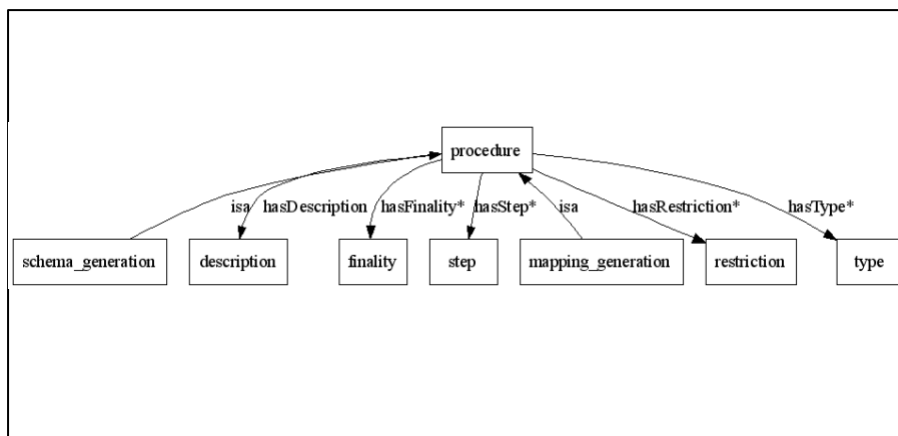 procedure
isa hasDescription hasFinality* hasStep* isa hasRestriction* hasType*
schema_generation description finality step mapping_generation restriction type